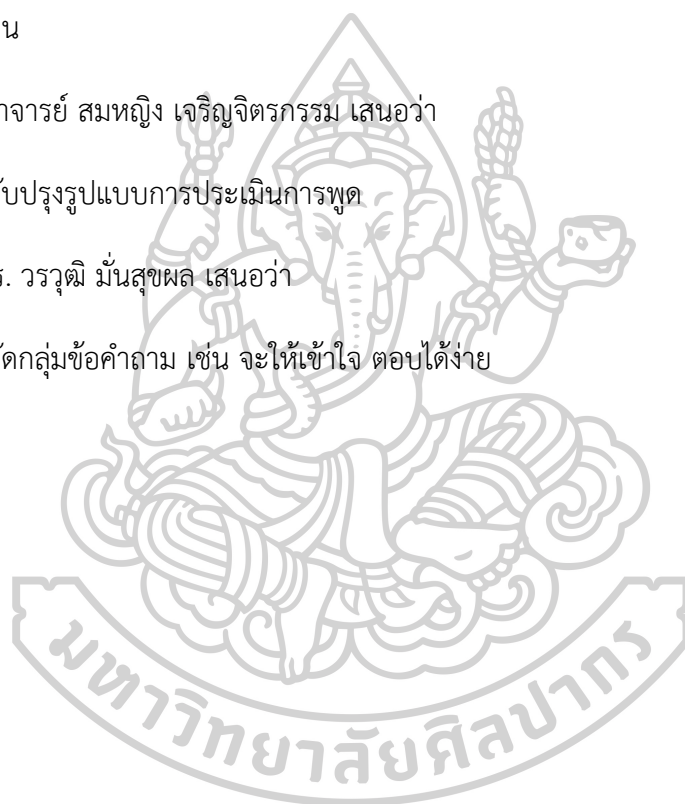 น
าจารย์ สมหญิง เจริญจิตรกรรม เสนอว่า
ับปรุงรูปแบบการประเมินการพูด
ร. วรวุฒิ มั่นสุขผล เสนอว่า
ัดกลุ่มข้อคำถาม เช่น จะให้เข้าใจ ตอบได้ง่าย
มหาวิทยาลัยศิลปากร